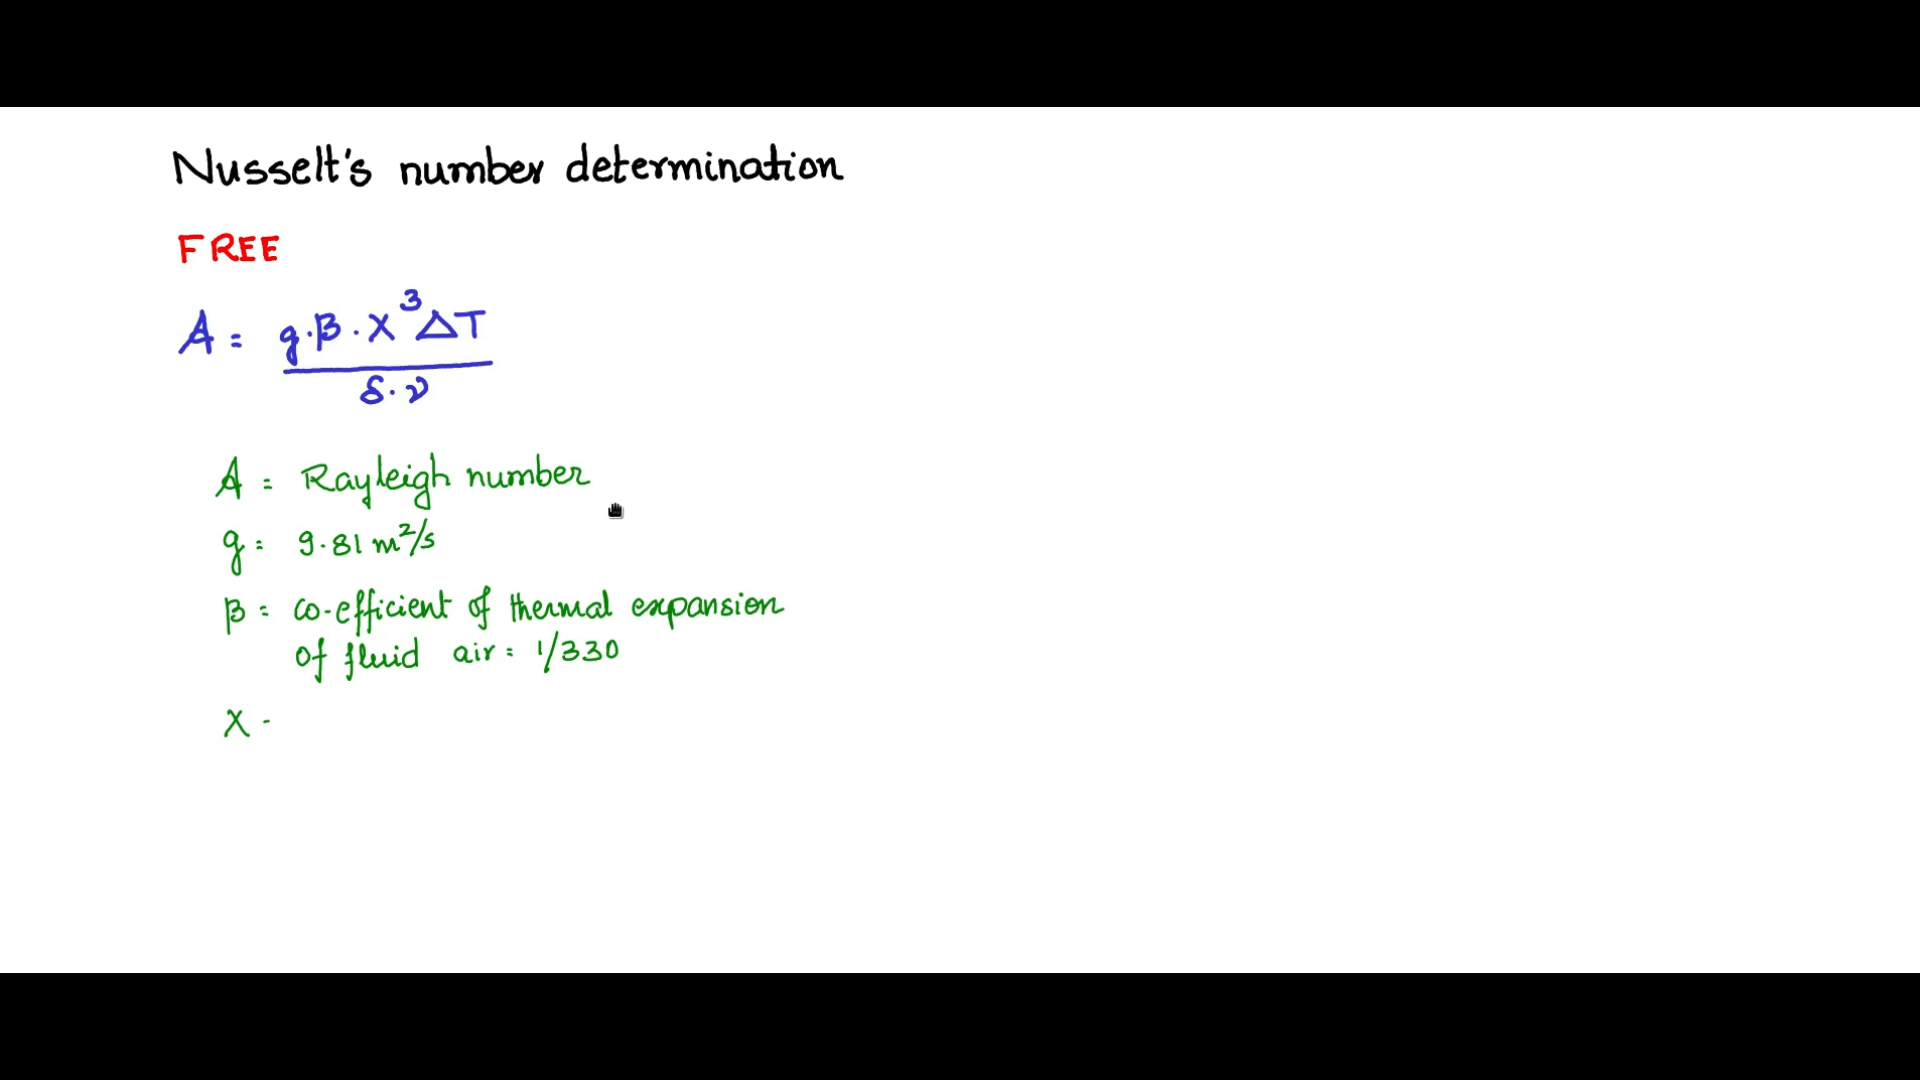 Nusselt's number determination
FREE
A = g·β·X³ΔT
δ·ν
A = Rayleigh number
g = 9.81 m²/s
β = co-efficient of thermal expansion
of fluid air = 1/330
X -